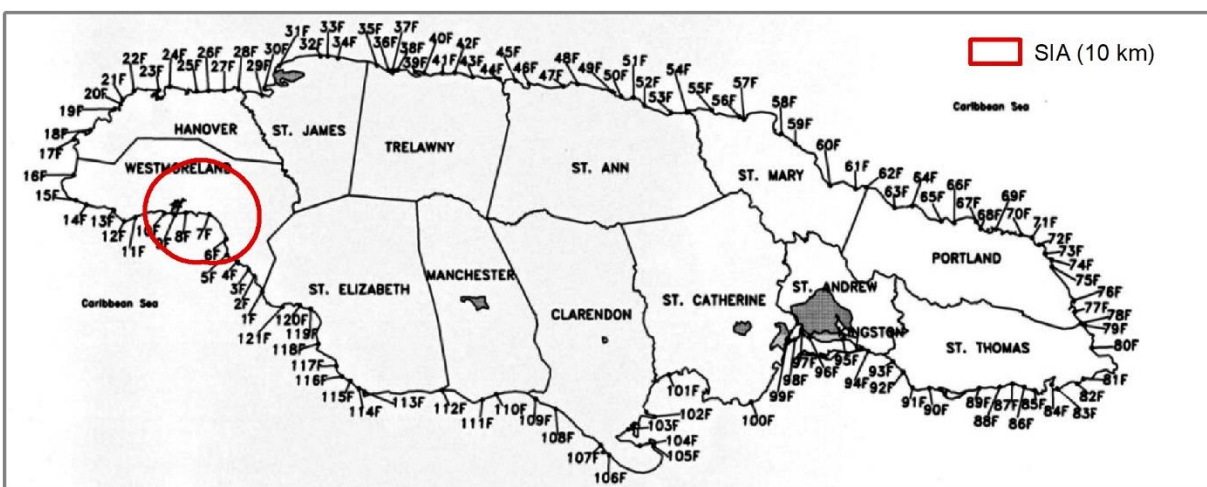 SIA (10 km)
Caribbean Sea
31F
33F
32F
34F
35F
37F
36F
38F
39F
40F
41F
42F
43F
44F
45F
46F
47F
48F
49F
50F
51F
52F
53F
54F
55F
56F
57F
58F
59F
60F
61F
62F
63F
64F
65F
66F
67F
68F
69F
70F
71F
72F
73F
74F
75F
76F
77F
78F
79F
80F
81F
82F
83F
84F
85F
86F
87F
88F
89F
90F
91F
92F
93F
94F
95F
96F
97F
98F
99F
100F
101F
102F
103F
104F
105F
106F
107F
108F
109F
110F
111F
112F
113F
114F
115F
116F
117F
118F
119F
120F
121F
1F
2F
3F
4F
5F
6F
7F
8F
9F
10F
11F
12F
13F
14F
15F
16F
17F
18F
19F
20F
21F
22F
23F
24F
25F
26F
27F
28F
29F
30F
HANOVER
WESTMORELAND
ST. JAMES
TRELAWNY
ST. ANN
ST. MARY
ST. ELIZABETH
MANCHESTER
CLARENDON
ST. CATHERINE
ST. ANDREW
KINGSTON
PORTLAND
ST. THOMAS
Caribbean Sea